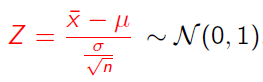 Z = (x̄ − μ) / (σ / √n) ~ N(0, 1)